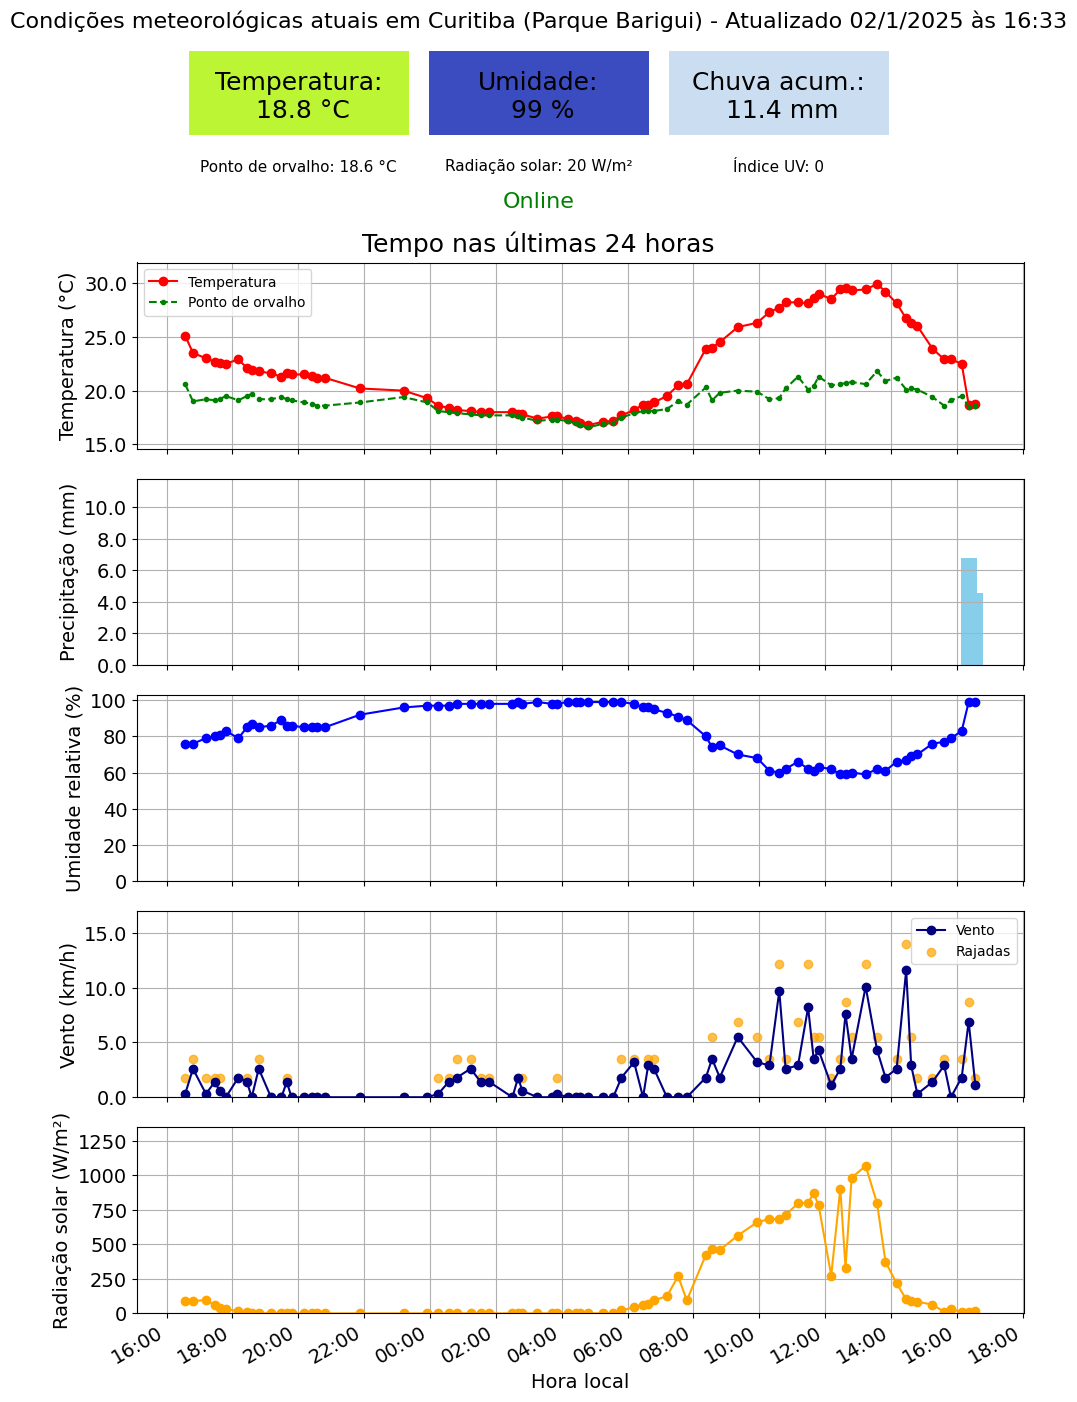 Condições meteorológicas atuais em Curitiba (Parque Barigui) - Atualizado 02/1/2025 às 16:33
Temperatura:
18.8 °C
Umidade:
99 %
Chuva acum.:
11.4 mm
Ponto de orvalho: 18.6 °C
Radiação solar: 20 W/m²
Índice UV: 0
Online
Tempo nas últimas 24 horas
Temperatura (°C)
30.0
25.0
20.0
15.0
Temperatura
Ponto de orvalho
Precipitação (mm)
10.0
8.0
6.0
4.0
2.0
0.0
Umidade relativa (%)
100
80
60
40
20
0
Vento (km/h)
15.0
10.0
5.0
0.0
Vento
Rajadas
Radiação solar (W/m²)
1250
1000
750
500
250
0
16:00
18:00
20:00
22:00
00:00
02:00
04:00
06:00
08:00
10:00
12:00
14:00
16:00
18:00
Hora local